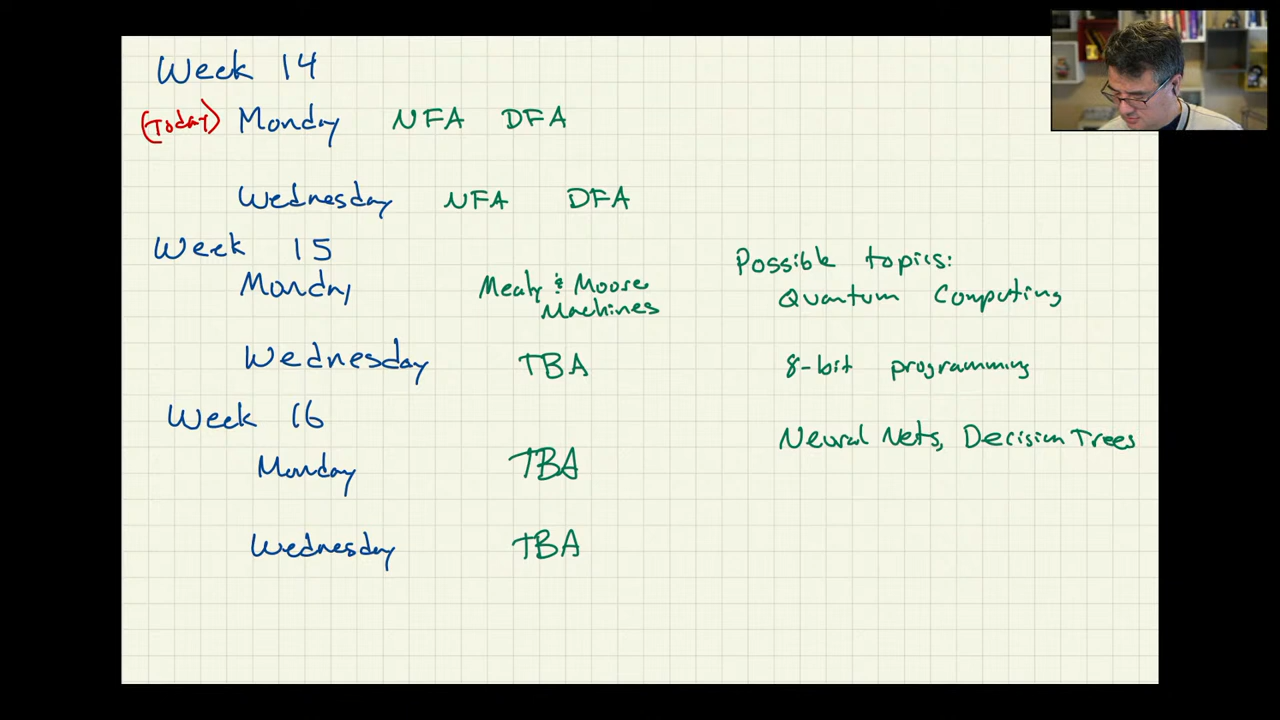 Week 14
(Today) Monday NFA DFA
Wednesday NFA DFA
Week 15
Monday Mealy & Moore
Machines
Wednesday TBA
Week 16
Monday TBA
Wednesday TBA
Possible topics:
Quantum Computing
8-bit programming
Neural Nets, Decision Trees